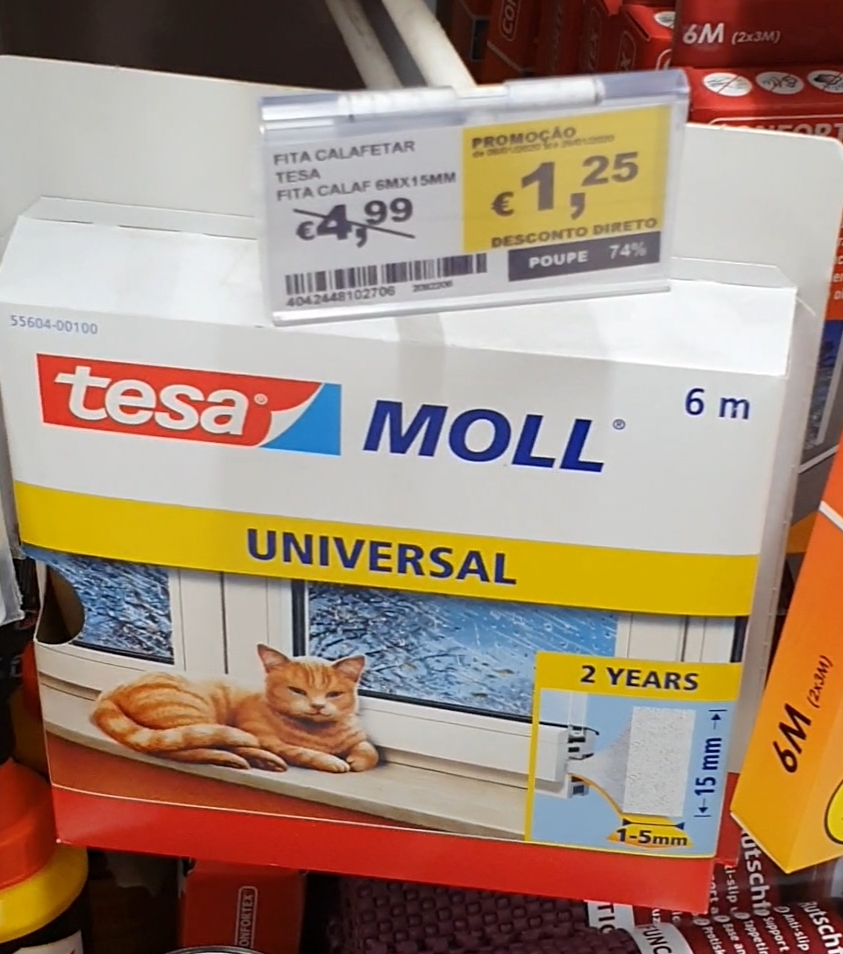 6M (2x3M)
FITA CALAFETAR
TESA
FITA CALAF 6MX15MM
€4,99
4042448102706
PROMOÇÃO
€1,25
DESCONTO DIRETO
POUPE 74%
55604-00100
tesa® MOLL®
6 m
UNIVERSAL
2 YEARS
15 mm
1-5mm
6M (2x3M)
ONFORTEX